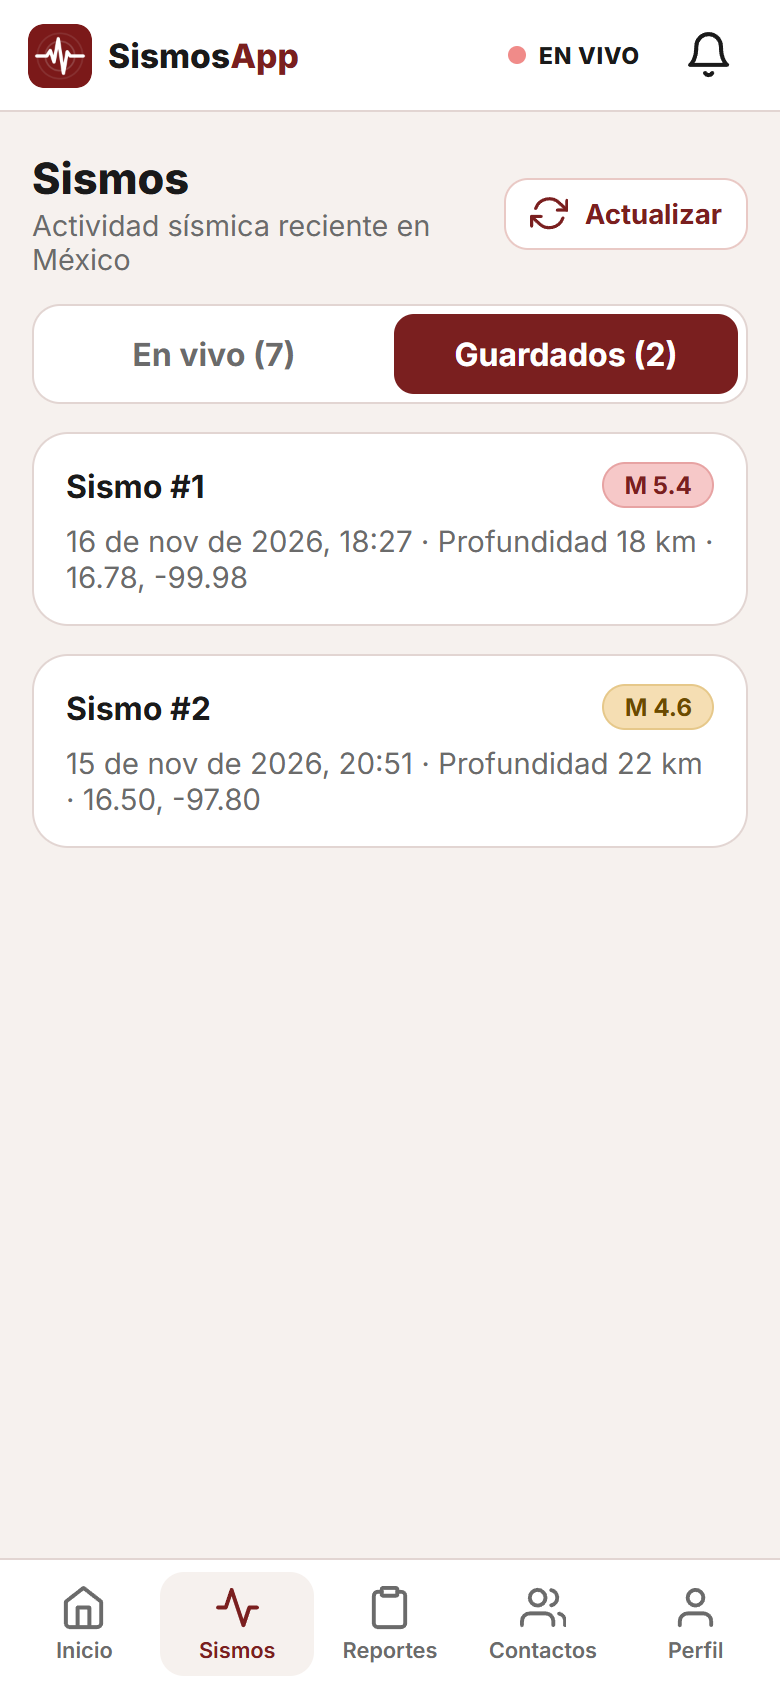 SismosApp
EN VIVO
Sismos
Actividad sísmica reciente en
México
Actualizar
En vivo (7)
Guardados (2)
Sismo #1
M 5.4
16 de nov de 2026, 18:27 · Profundidad 18 km ·
16.78, -99.98
Sismo #2
M 4.6
15 de nov de 2026, 20:51 · Profundidad 22 km
· 16.50, -97.80
Inicio
Sismos
Reportes
Contactos
Perfil